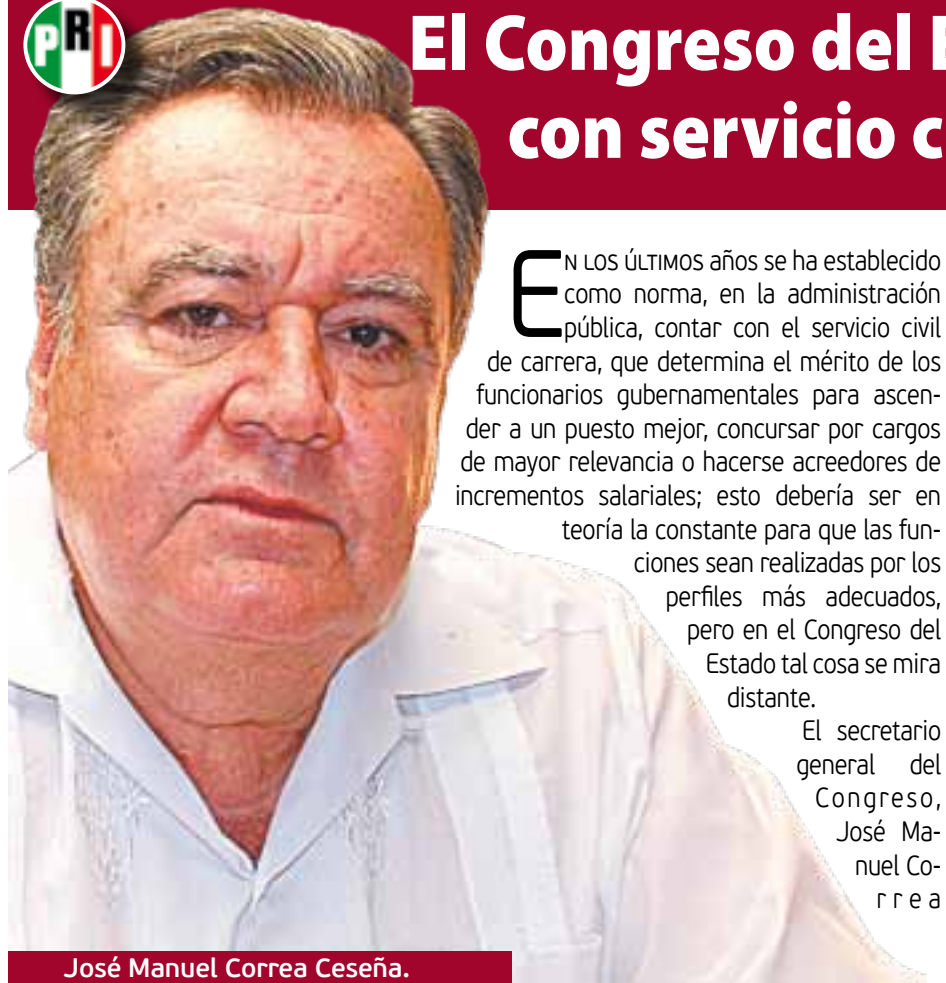 PRI
El Congreso del E
con servicio c
EN LOS ÚLTIMOS años se ha establecido
como norma, en la administración
pública, contar con el servicio civil
de carrera, que determina el mérito de los
funcionarios gubernamentales para ascen-
der a un puesto mejor, concursar por cargos
de mayor relevancia o hacerse acreedores de
incrementos salariales; esto debería ser en
teoría la constante para que las fun-
ciones sean realizadas por los
perfiles más adecuados,
pero en el Congreso del
Estado tal cosa se mira
distante.
El secretario
general del
Congreso,
José Ma-
nuel Co-
rrea
José Manuel Correa Ceseña.